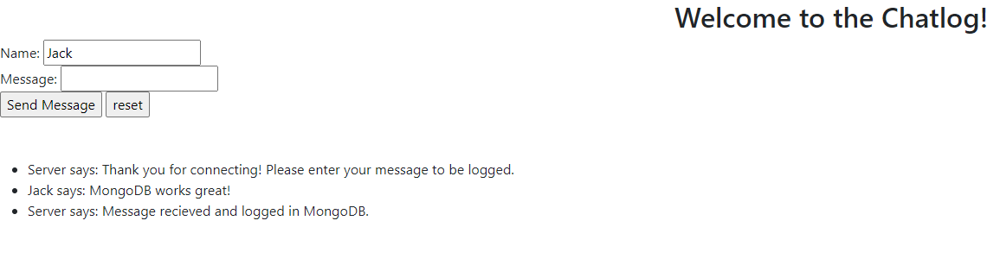 Welcome to the Chatlog!
Name: Jack
Message:
Send Message reset
Server says: Thank you for connecting! Please enter your message to be logged.
Jack says: MongoDB works great!
Server says: Message recieved and logged in MongoDB.